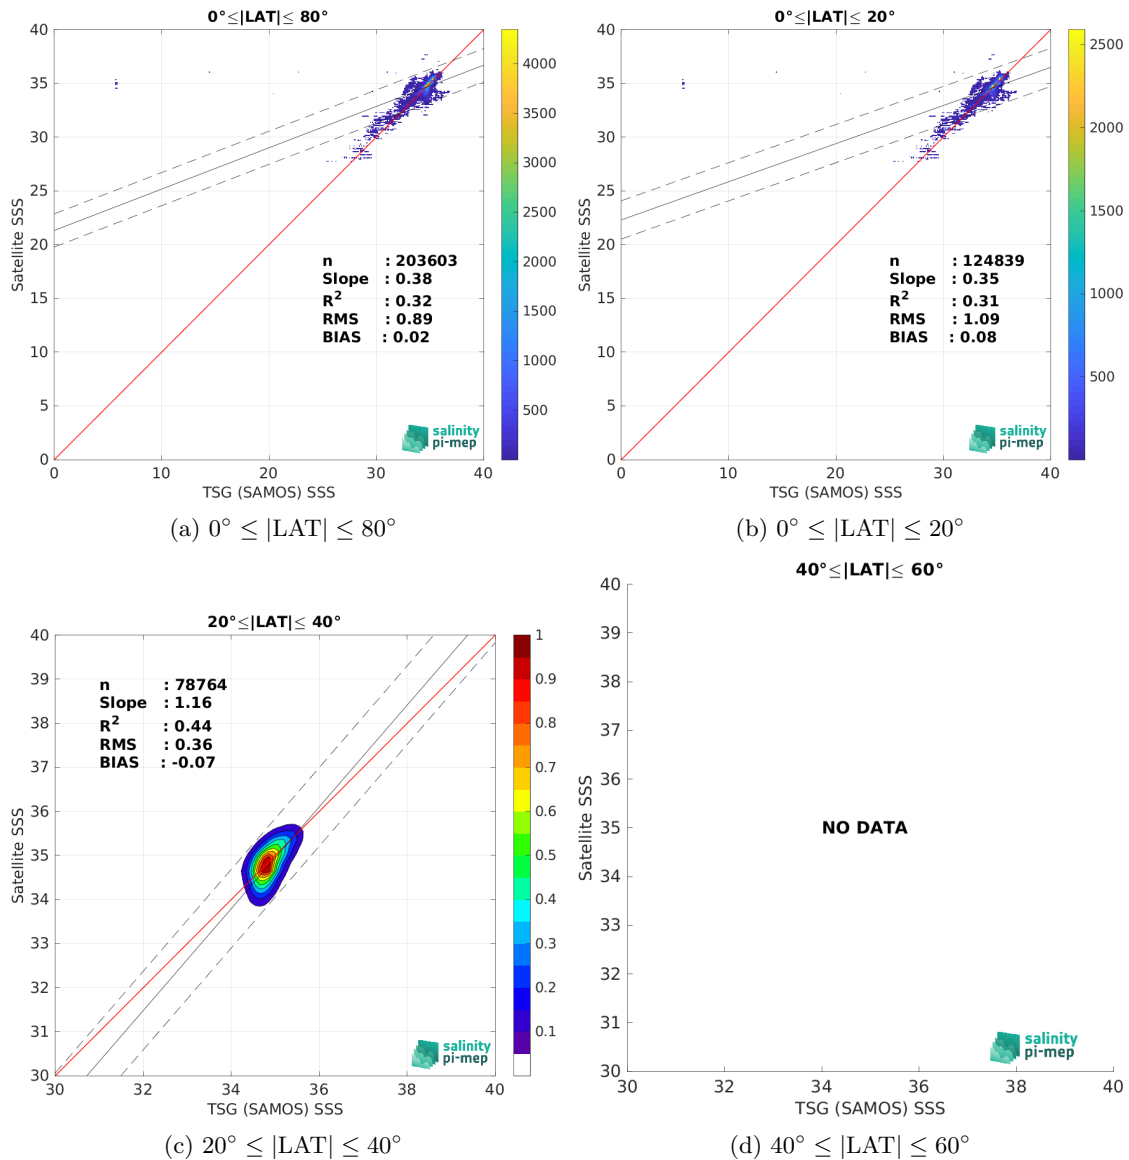 0°≤|LAT|≤ 80°
40
35
30
25
20
15
10
5
0
Satellite SSS
n : 203603
Slope : 0.38
R² : 0.32
RMS : 0.89
BIAS : 0.02
salinity
pi-mep
0 10 20 30 40
TSG (SAMOS) SSS
4000
3500
3000
2500
2000
1500
1000
500
(a) 0° ≤ |LAT| ≤ 80°
0°≤|LAT|≤ 20°
40
35
30
25
20
15
10
5
0
Satellite SSS
n : 124839
Slope : 0.35
R² : 0.31
RMS : 1.09
BIAS : 0.08
salinity
pi-mep
0 10 20 30 40
TSG (SAMOS) SSS
2500
2000
1500
1000
500
(b) 0° ≤ |LAT| ≤ 20°
20°≤|LAT|≤ 40°
40
39
38
37
36
35
34
33
32
31
30
Satellite SSS
n : 78764
Slope : 1.16
R² : 0.44
RMS : 0.36
BIAS : -0.07
salinity
pi-mep
30 32 34 36 38 40
TSG (SAMOS) SSS
1
0.9
0.8
0.7
0.6
0.5
0.4
0.3
0.2
0.1
(c) 20° ≤ |LAT| ≤ 40°
40°≤|LAT|≤ 60°
40
39
38
37
36
35
34
33
32
31
30
Satellite SSS
NO DATA
salinity
pi-mep
30 32 34 36 38 40
TSG (SAMOS) SSS
(d) 40° ≤ |LAT| ≤ 60°